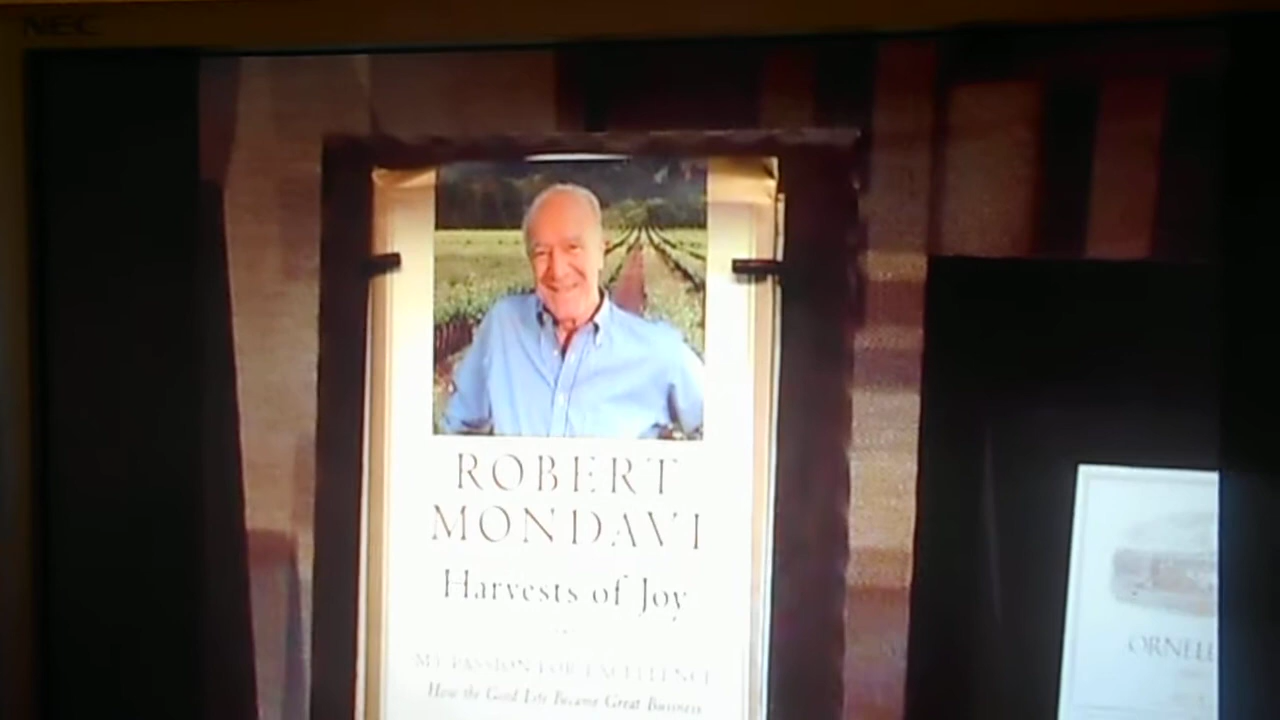 NEC
ROBERT
MONDAVI
Harvests of Joy
MY PASSION FOR EXCELLENCE
How the Good Life Became Great Business
ORNELL